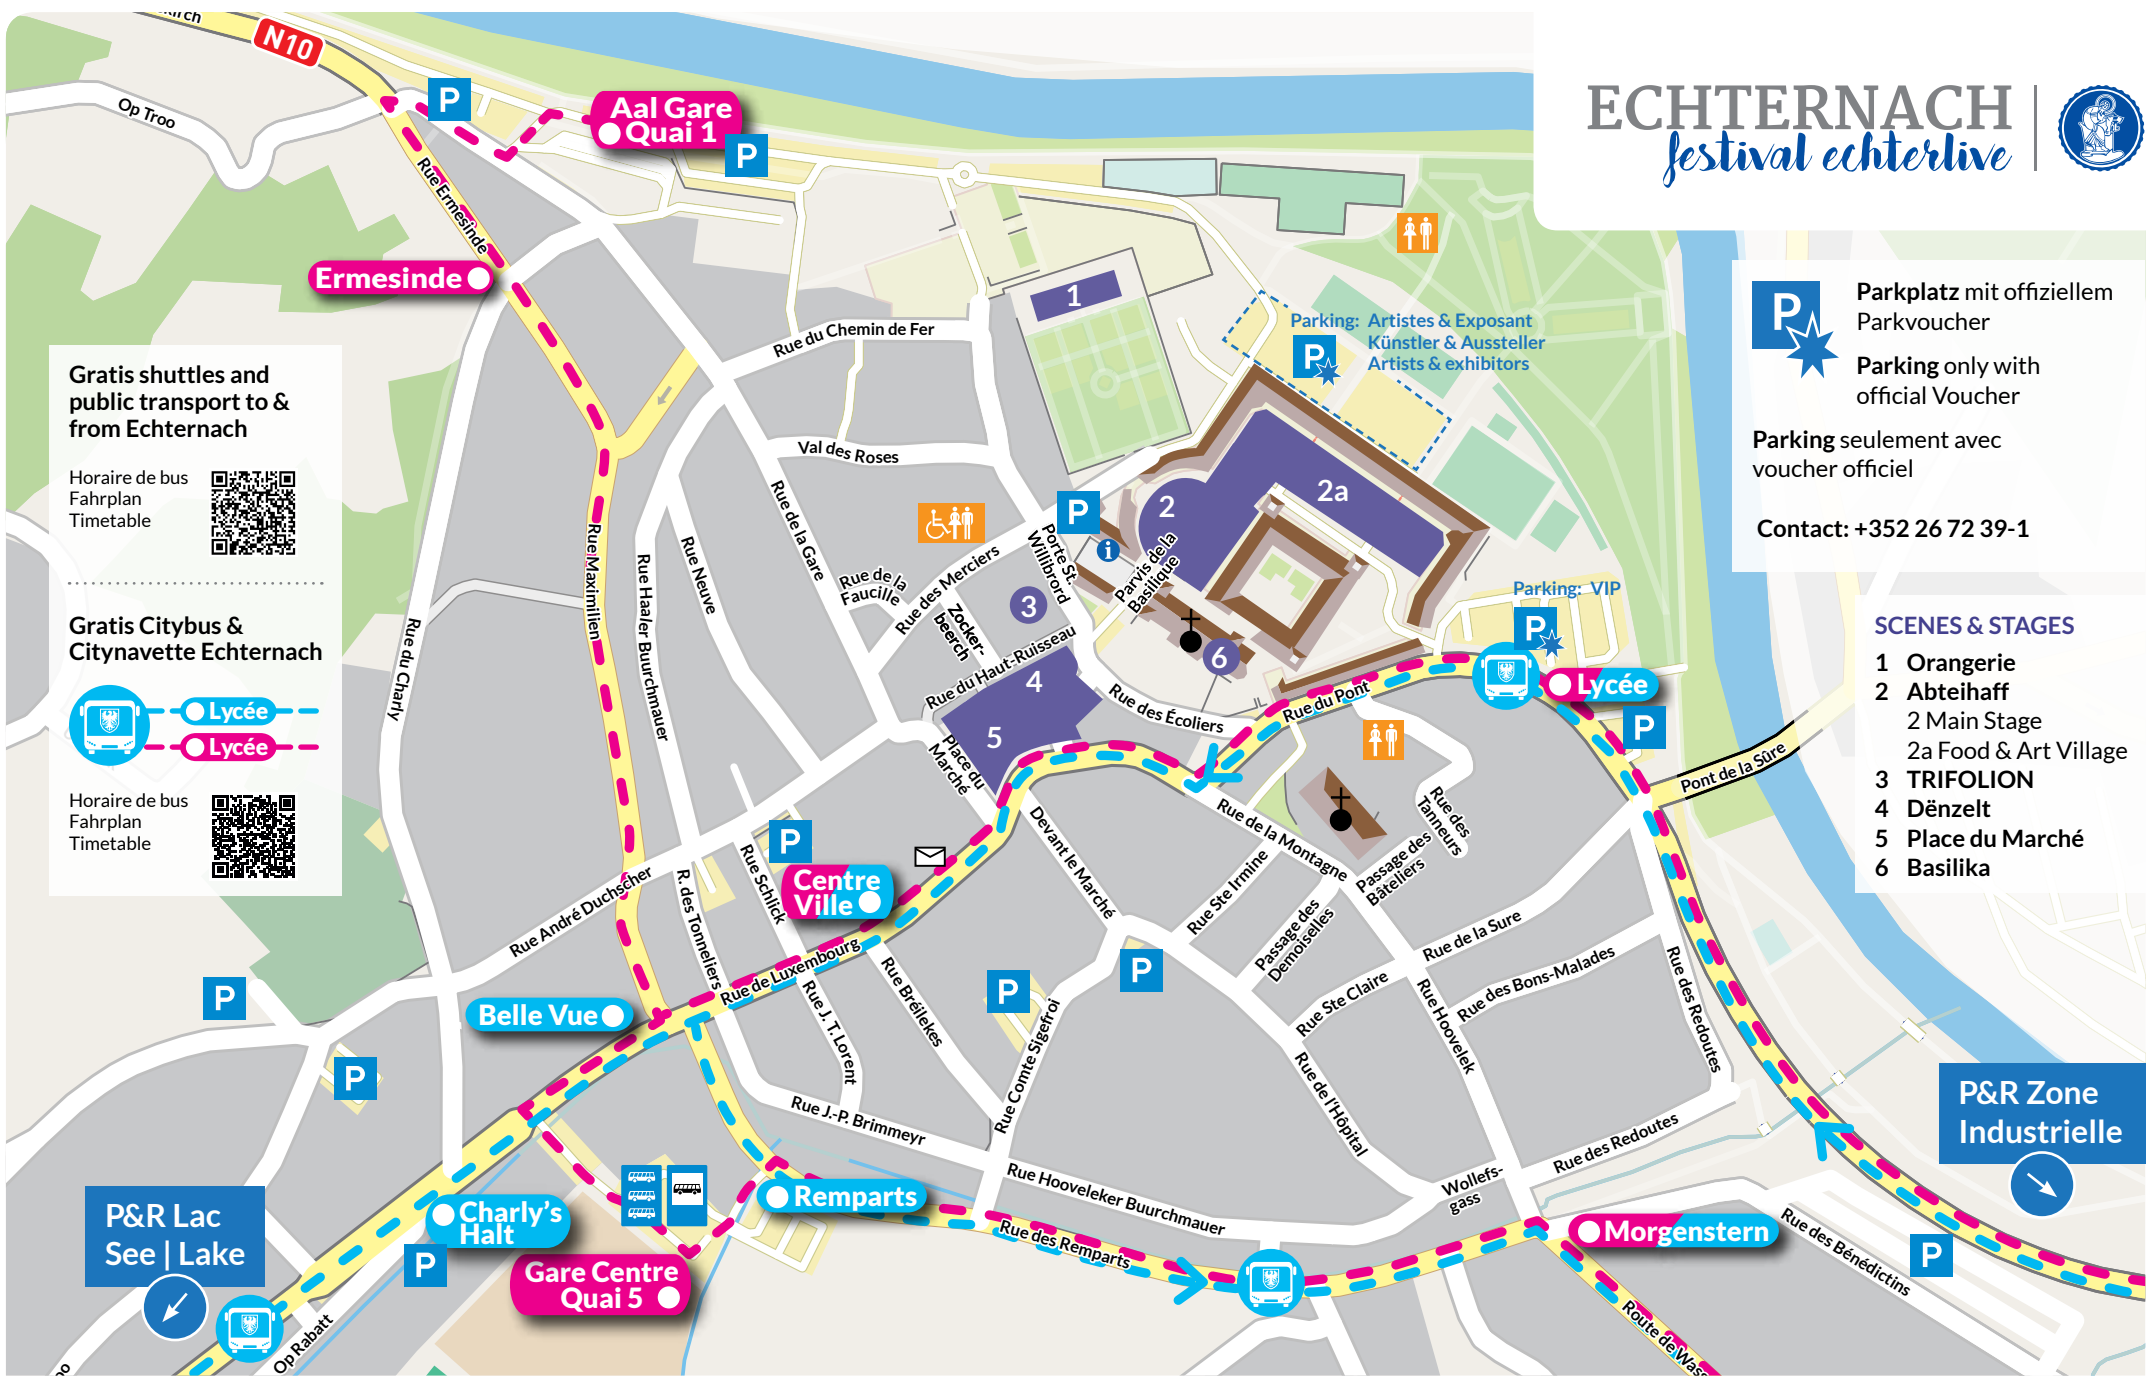 N10
Op Troo
P
Aal Gare
Quai 1
P
ECHTERNACH
festival echterlive
Rue Ermesinde
Ermesinde
1
Parking: Artistes & Exposant
Künstler & Aussteller
Artists & exhibitors
P
P
Parkplatz mit offiziellem
Parkvoucher
Parking only with
official Voucher
Parking seulement avec
voucher officiel
Contact: +352 26 72 39-1
Gratis shuttles and
public transport to &
from Echternach
Horaire de bus
Fahrplan
Timetable
Gratis Citybus &
Citynavette Echternach
Lycée
Lycée
Horaire de bus
Fahrplan
Timetable
Rue du Chemin de Fer
Val des Roses
Rue de la Gare
Rue Maximilien
Rue Haaler Buurchmauer
Rue Neuve
Rue du Charly
Rue de la
Faucille
Rue des Merciers
Zocker-
beerch
Porte St.
Willibrord
P
i
Parvis de la
Basilique
2
2a
3
Rue du Haut-Ruisseau
4
5
6
Place du
Marché
Rue des Écoliers
Rue du Pont
Parking: VIP
P
Lycée
P
Pont de la Sûre
SCENES & STAGES
1 Orangerie
2 Abteihaff
2 Main Stage
2a Food & Art Village
3 TRIFOLION
4 Dënzelt
5 Place du Marché
6 Basilika
Rue des
Tanneurs
Passage des
Bâteliers
Rue de la Montagne
Rue Ste Irmine
Passage des
Demoiselles
Devant le Marché
P
Centre
Ville
Rue Schlick
R. des Tonneliers
Rue André Duchscher
Rue de Luxembourg
Rue Bréilekes
Rue J. T. Lorent
Rue J.-P. Brimmeyr
Rue Comte Sigefroi
P
P
Rue de la Sure
Rue Ste Claire
Rue des Bons-Malades
Rue Hoovelek
Rue des Redoutes
Rue de l'Hôpital
Rue des Redoutes
Wollefs-
gass
Rue Hooveleker Buurchmauer
Rue des Remparts
P
P
Belle Vue
Charly's
Halt
P
Remparts
Gare Centre
Quai 5
Morgenstern
P&R Lac
See | Lake
Op Rabatt
P&R Zone
Industrielle
Rue des Bénédictins
P